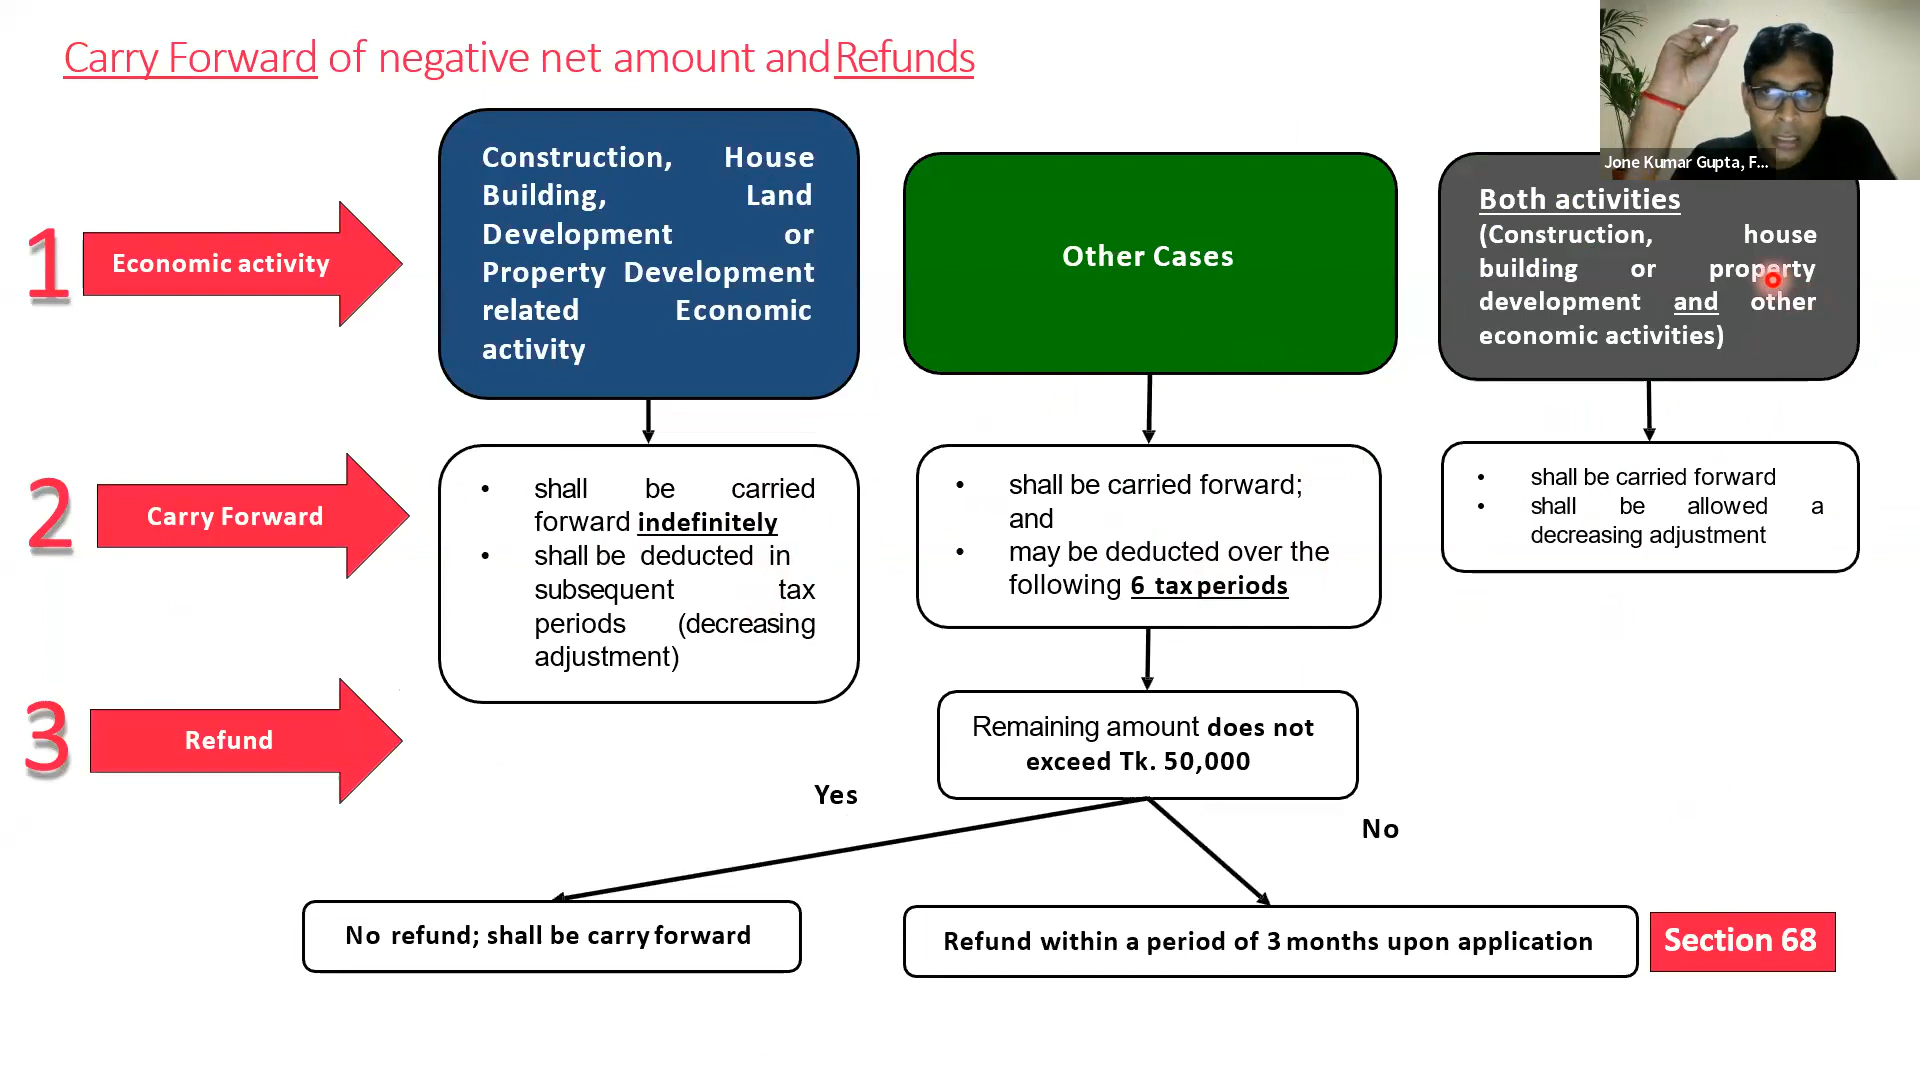 Carry Forward of negative net amount and Refunds
Jone Kumar Gupta, F...
1
Economic activity
Construction, House
Building, Land
Development or
Property Development
related Economic
activity
Other Cases
Both activities
(Construction, house
building or property
development and other
economic activities)
2
Carry Forward
• shall be carried
forward indefinitely
• shall be deducted in
subsequent tax
periods (decreasing
adjustment)
• shall be carried forward;
and
• may be deducted over the
following 6 tax periods
• shall be carried forward
• shall be allowed a
decreasing adjustment
3
Refund
Remaining amount does not
exceed Tk. 50,000
Yes
No
No refund; shall be carry forward
Refund within a period of 3 months upon application
Section 68